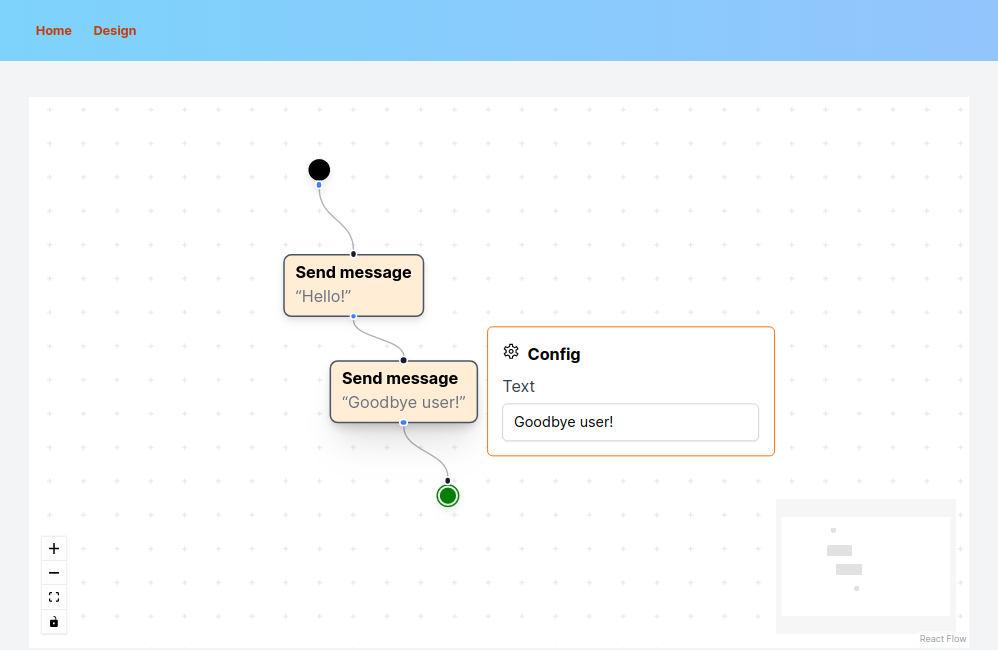 Home Design
Send message
“Hello!”
Send message
“Goodbye user!”
Config
Text
Goodbye user!
React Flow